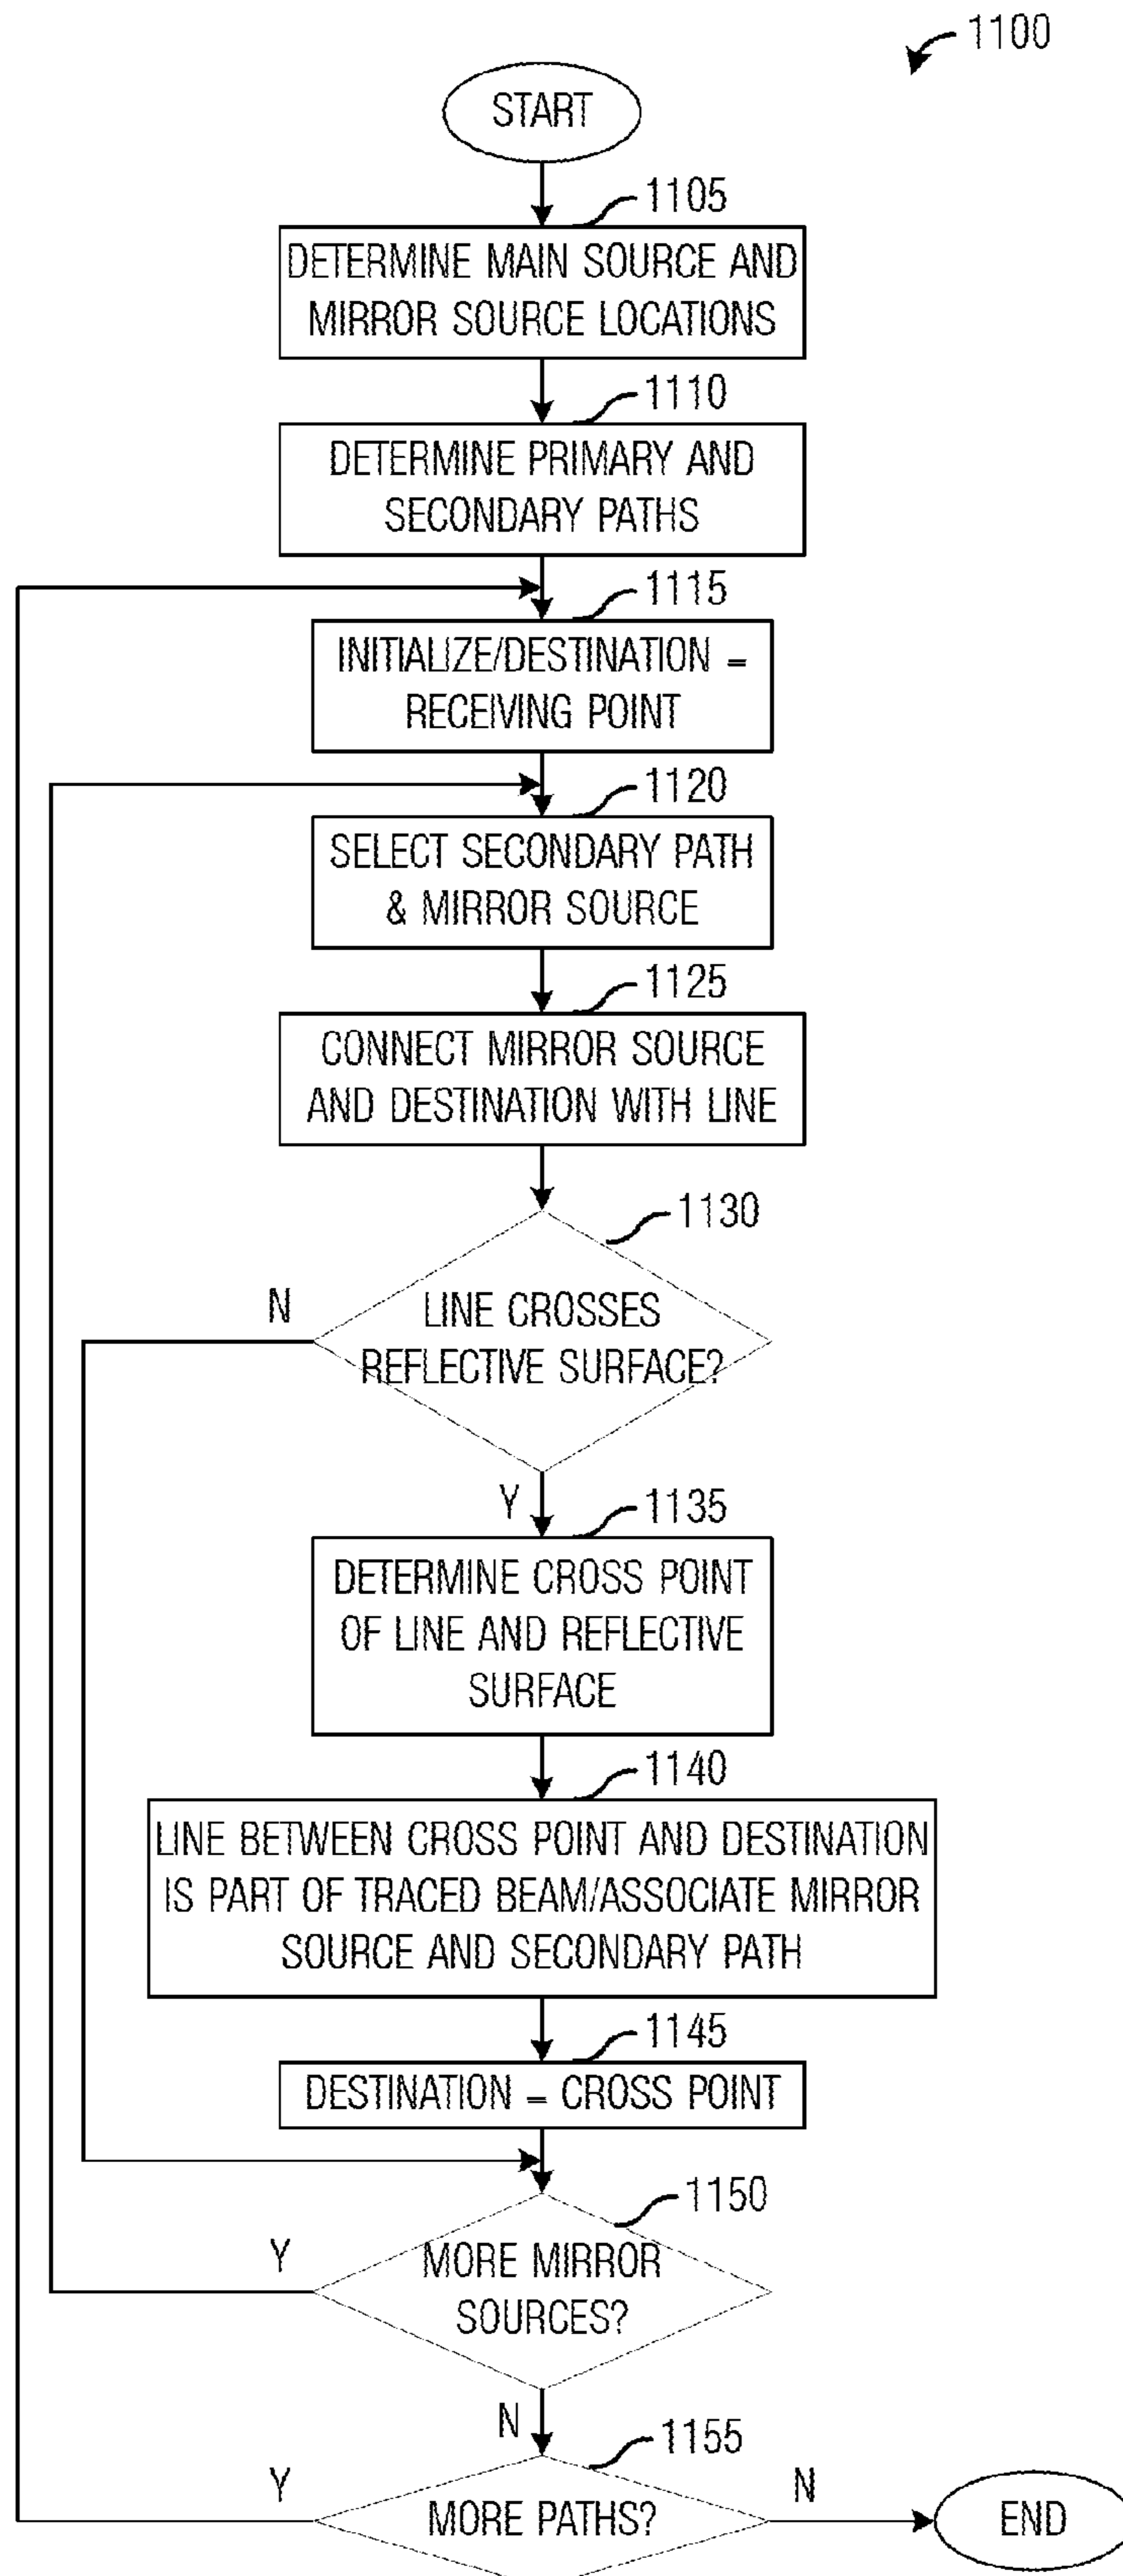 1100
START
1105
DETERMINE MAIN SOURCE AND
MIRROR SOURCE LOCATIONS
1110
DETERMINE PRIMARY AND
SECONDARY PATHS
1115
INITIALIZE/DESTINATION =
RECEIVING POINT
1120
SELECT SECONDARY PATH
& MIRROR SOURCE
1125
CONNECT MIRROR SOURCE
AND DESTINATION WITH LINE
1130
N
LINE CROSSES
REFLECTIVE SURFACE?
Y
1135
DETERMINE CROSS POINT
OF LINE AND REFLECTIVE
SURFACE
1140
LINE BETWEEN CROSS POINT AND DESTINATION
IS PART OF TRACED BEAM/ASSOCIATE MIRROR
SOURCE AND SECONDARY PATH
1145
DESTINATION = CROSS POINT
1150
Y
MORE MIRROR
SOURCES?
N
1155
Y
MORE PATHS?
N
END